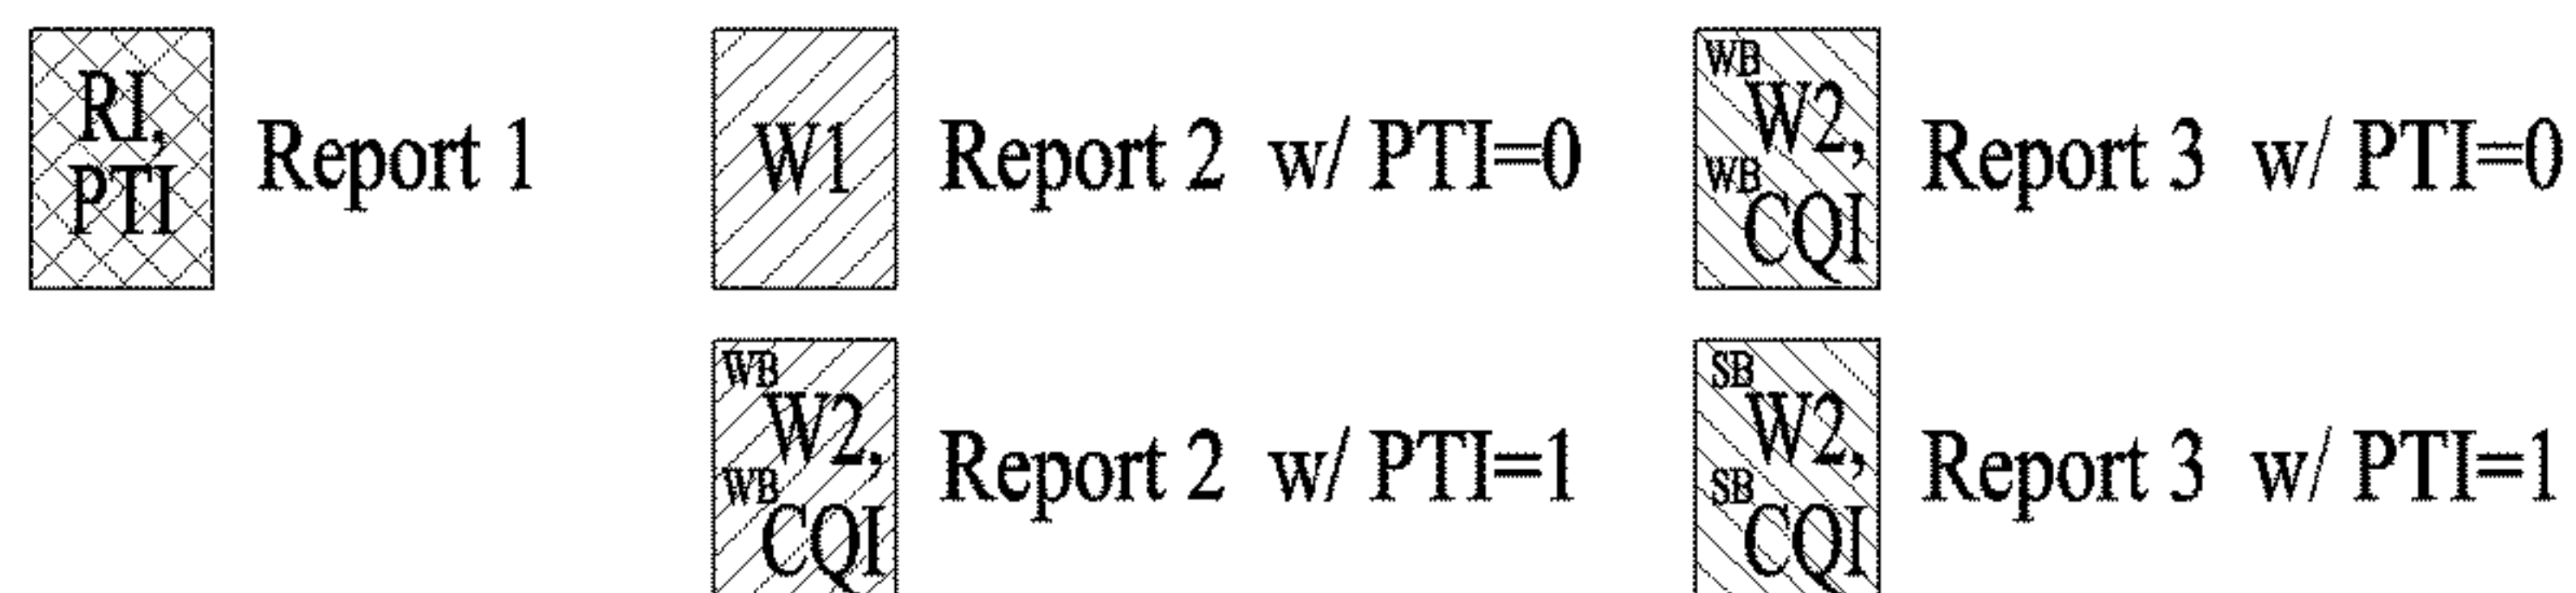 RI,
PTI
Report 1
W1
Report 2 w/ PTI=0
WB
W2,
WB
CQI
Report 3 w/ PTI=0
WB
W2,
WB
CQI
Report 2 w/ PTI=1
SB
W2,
SB
CQI
Report 3 w/ PTI=1